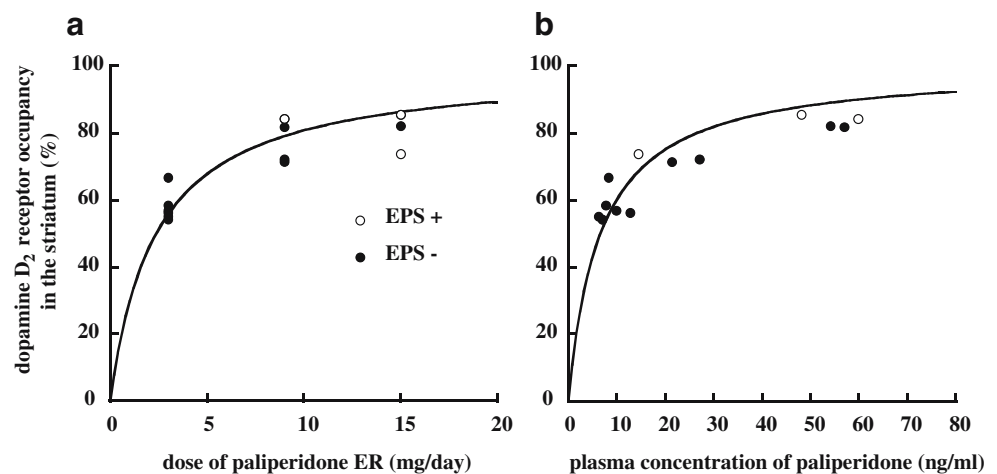 a
b
dopamine D2 receptor occupancy
in the striatum (%)
100
80
60
40
20
0
EPS +
EPS -
0 5 10 15 20
dose of paliperidone ER (mg/day)
100
80
60
40
20
0
0 10 20 30 40 50 60 70 80
plasma concentration of paliperidone (ng/ml)